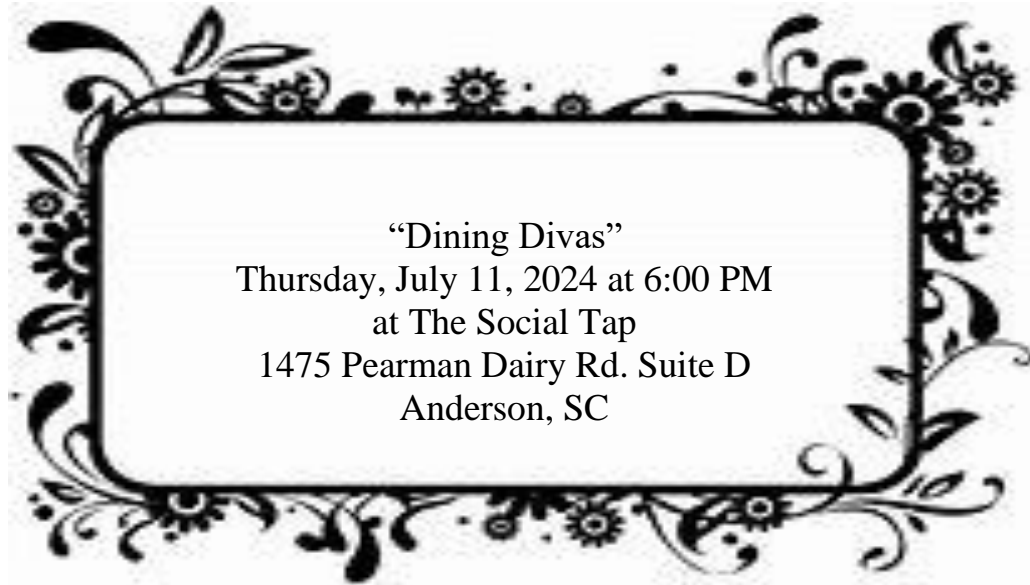 “Dining Divas”
Thursday, July 11, 2024 at 6:00 PM
at The Social Tap
1475 Pearman Dairy Rd. Suite D
Anderson, SC